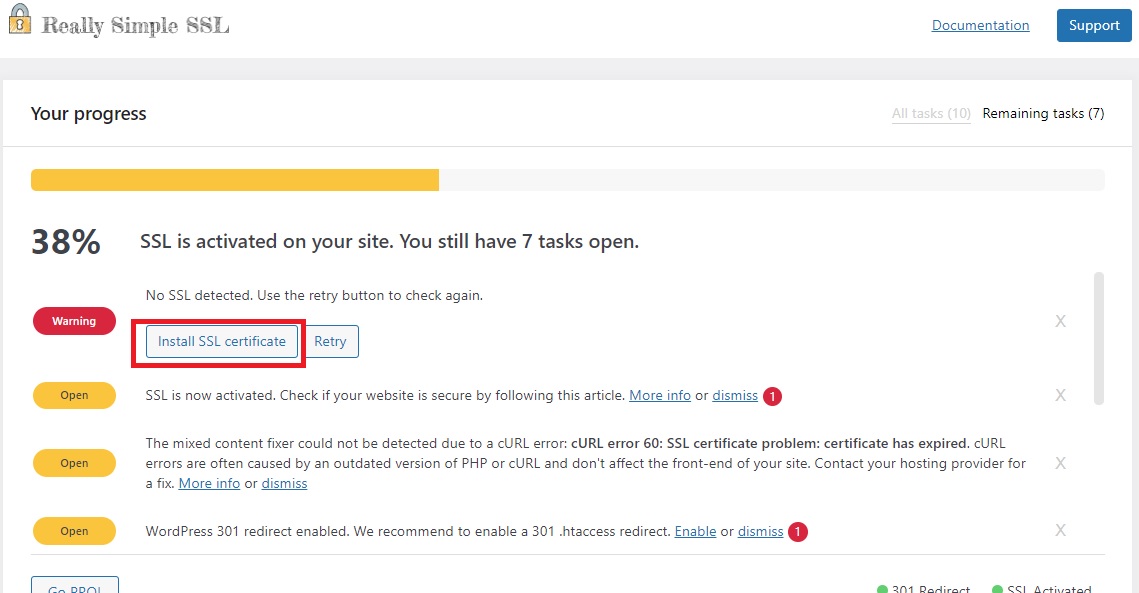 Really Simple SSL
Documentation
Support
Your progress
All tasks (10)
Remaining tasks (7)
38%
SSL is activated on your site. You still have 7 tasks open.
No SSL detected. Use the retry button to check again.
Warning
X
Install SSL certificate
Retry
Open
SSL is now activated. Check if your website is secure by following this article. More info or dismiss 1
X
The mixed content fixer could not be detected due to a cURL error: cURL error 60: SSL certificate problem: certificate has expired. cURL
Open
errors are often caused by an outdated version of PHP or cURL and don't affect the front-end of your site. Contact your hosting provider for
X
a fix. More info or dismiss
Open
WordPress 301 redirect enabled. We recommend to enable a 301 .htaccess redirect. Enable or dismiss 1
X
Go PRO!
301 Redirect
SSL Activated